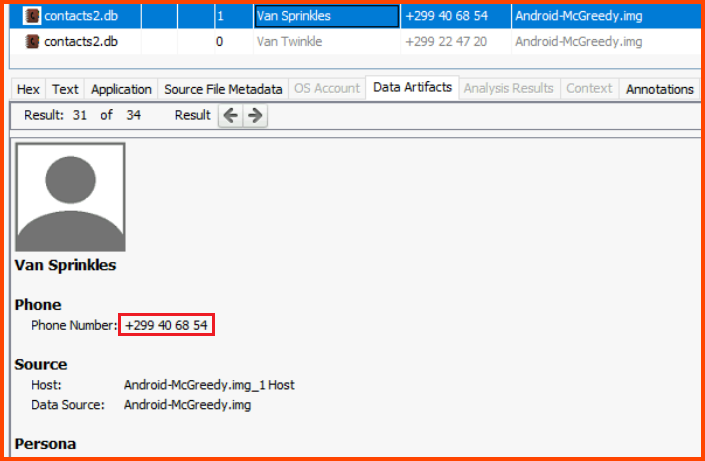 contacts2.db 1 Van Sprinkles +299 40 68 54 Android-McGreedy.img
contacts2.db 0 Van Twinkle +299 22 47 20 Android-McGreedy.img
Hex Text Application Source File Metadata OS Account Data Artifacts Analysis Results Context Annotations
Result: 31 of 34 Result
Van Sprinkles
Phone
Phone Number: +299 40 68 54
Source
Host: Android-McGreedy.img_1 Host
Data Source: Android-McGreedy.img
Persona